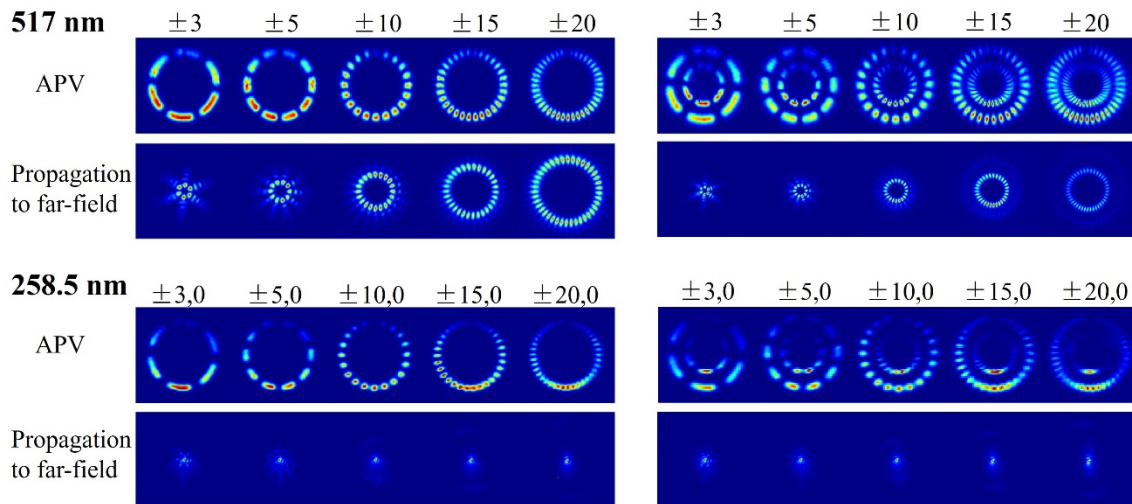 517 nm
±3 ±5 ±10 ±15 ±20 ±3 ±5 ±10 ±15 ±20
APV
Propagation
to far-field
258.5 nm
±3,0 ±5,0 ±10,0 ±15,0 ±20,0 ±3,0 ±5,0 ±10,0 ±15,0 ±20,0
APV
Propagation
to far-field